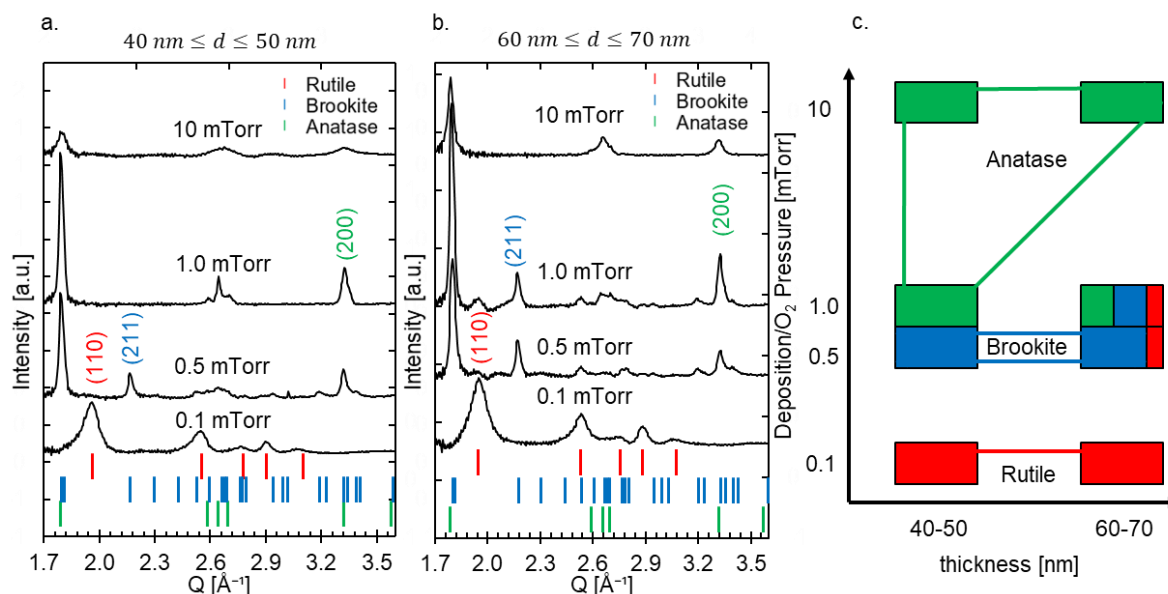 a.
40 nm ≤ d ≤ 50 nm
Rutile
Brookite
Anatase
10 mTorr
1.0 mTorr
(200)
(110)
(211)
0.5 mTorr
0.1 mTorr
Intensity [a.u.]
1.7 2.0 2.3 2.6 2.9 3.2 3.5
Q [Å⁻¹]
b.
60 nm ≤ d ≤ 70 nm
Rutile
Brookite
Anatase
10 mTorr
(211)
(200)
1.0 mTorr
(110)
0.5 mTorr
0.1 mTorr
Intensity [a.u.]
1.7 2.0 2.3 2.6 2.9 3.2 3.5
Q [Å⁻¹]
c.
Deposition/O₂ Pressure [mTorr]
10
Anatase
1.0
0.5
Brookite
0.1
Rutile
40-50 60-70
thickness [nm]